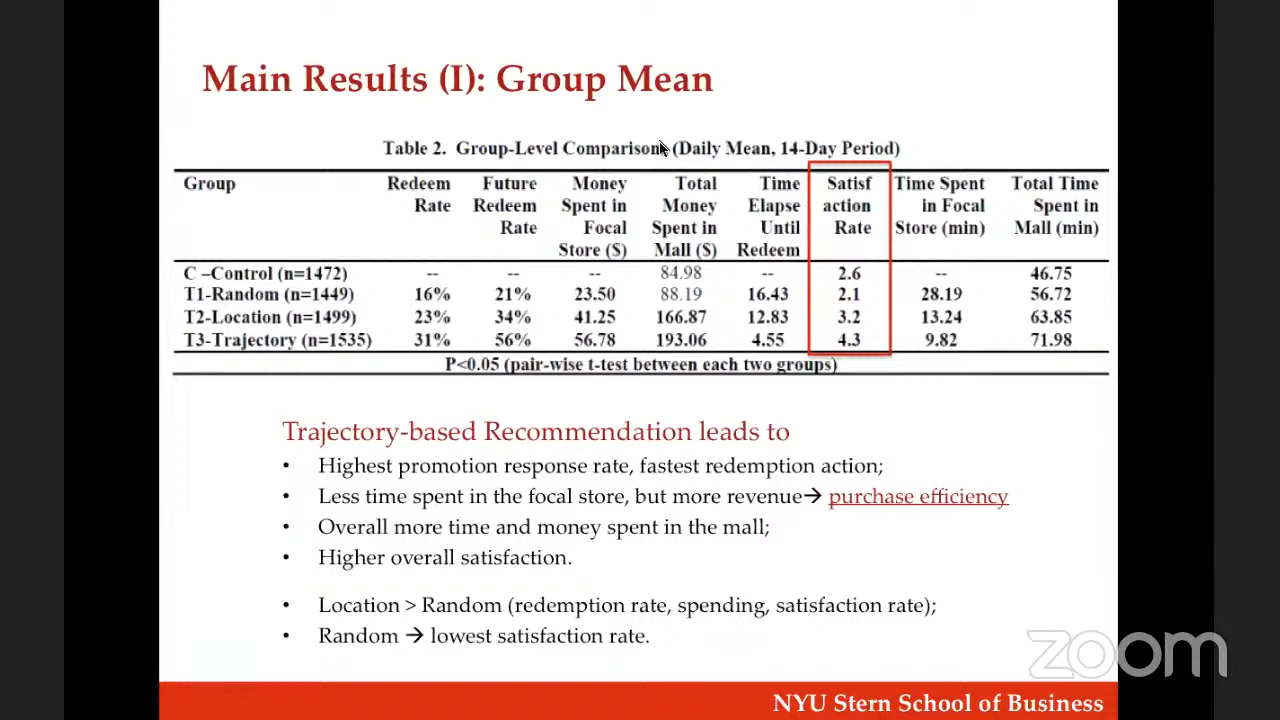 Main Results (I): Group Mean
Table 2. Group-Level Comparison (Daily Mean, 14-Day Period)
Group Redeem Rate Future Redeem Rate Money Spent in Focal Store ($) Total Money Spent in Mall ($) Time Elapse Until Redeem Satisf action Rate Time Spent in Focal Store (min) Total Time Spent in Mall (min)
C –Control (n=1472) -- -- -- 84.98 -- 2.6 -- 46.75
T1-Random (n=1449) 16% 21% 23.50 88.19 16.43 2.1 28.19 56.72
T2-Location (n=1499) 23% 34% 41.25 166.87 12.83 3.2 13.24 63.85
T3-Trajectory (n=1535) 31% 56% 56.78 193.06 4.55 4.3 9.82 71.98
P<0.05 (pair-wise t-test between each two groups)
Trajectory-based Recommendation leads to
• Highest promotion response rate, fastest redemption action;
• Less time spent in the focal store, but more revenue→ purchase efficiency
• Overall more time and money spent in the mall;
• Higher overall satisfaction.
• Location > Random (redemption rate, spending, satisfaction rate);
• Random → lowest satisfaction rate.
zoom
NYU Stern School of Business